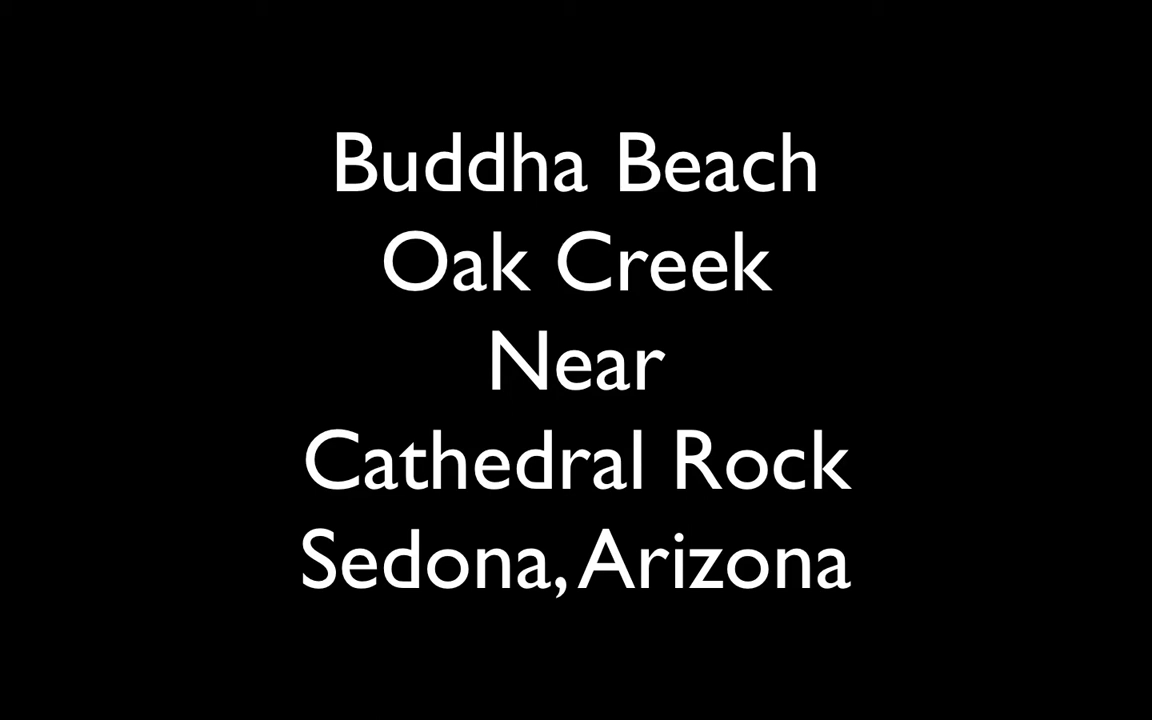 Buddha Beach
Oak Creek
Near
Cathedral Rock
Sedona, Arizona